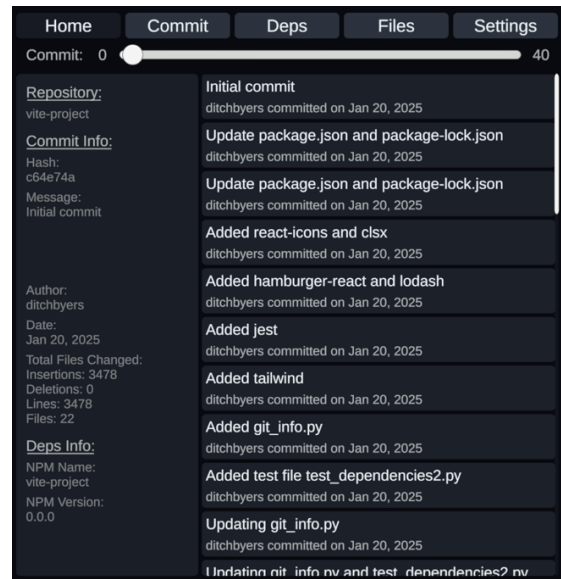 Home Commit Deps Files Settings
Commit: 0 40
Repository:
vite-project
Commit Info:
Hash:
c64e74a
Message:
Initial commit
Author:
ditchbyers
Date:
Jan 20, 2025
Total Files Changed:
Insertions: 3478
Deletions: 0
Lines: 3478
Files: 22
Deps Info:
NPM Name:
vite-project
NPM Version:
0.0.0
Initial commit
ditchbyers committed on Jan 20, 2025
Update package.json and package-lock.json
ditchbyers committed on Jan 20, 2025
Update package.json and package-lock.json
ditchbyers committed on Jan 20, 2025
Added react-icons and clsx
ditchbyers committed on Jan 20, 2025
Added hamburger-react and lodash
ditchbyers committed on Jan 20, 2025
Added jest
ditchbyers committed on Jan 20, 2025
Added tailwind
ditchbyers committed on Jan 20, 2025
Added git_info.py
ditchbyers committed on Jan 20, 2025
Added test file test_dependencies2.py
ditchbyers committed on Jan 20, 2025
Updating git_info.py
ditchbyers committed on Jan 20, 2025
Updating git_info.py and test_dependencies2.py